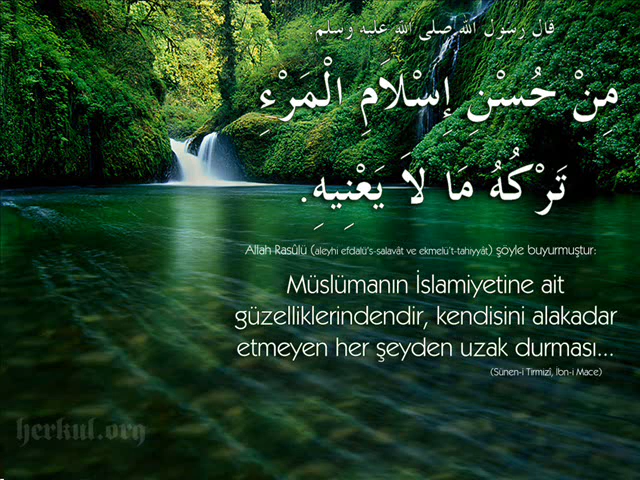 قال رسول الله صلى الله عليه وسلم
مِنْ حُسْنِ إِسْلَامِ الْمَرْءِ
تَرْكُهُ مَا لَا يَعْنِيهِ.
Allah Rasûlü (aleyhi efdalü's-salavât ve ekmelü't-tahiyyât) şöyle buyurmuştur:
Müslümanın İslamiyetine ait
güzelliklerindendir, kendisini alakadar
etmeyen her şeyden uzak durması...
(Sünen-i Tirmizî, İbn-i Mace)
herkul.org